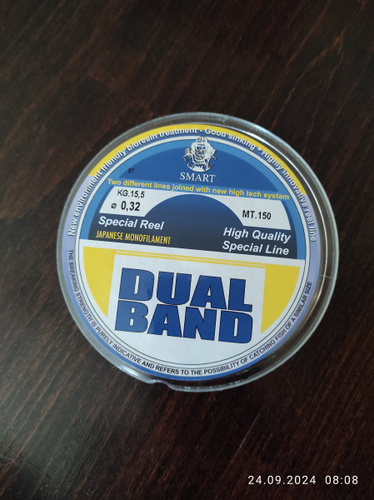 New environment friendly bioresin treatment - Good sinking - Highly innovative reel line
SMART
Two different lines joined with new high tech system
KG.15,5
ø 0,32
MT.150
Special Reel
JAPANESE MONOFILAMENT
High Quality
Special Line
DUAL
BAND
THE BREAKING STRENGTH IS PURELY INDICATIVE AND REFERS TO THE POSSIBILITY OF CATCHING FISH OF A SIMILAR SIZE
24.09.2024 08:08